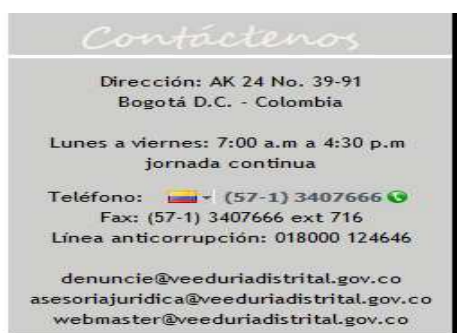 Contáctenos
Dirección: AK 24 No. 39-91
Bogotá D.C. - Colombia
Lunes a viernes: 7:00 a.m a 4:30 p.m
jornada continua
Teléfono: (57-1) 3407666
Fax: (57-1) 3407666 ext 716
Línea anticorrupción: 018000 124646
denuncie@veeduriadistrital.gov.co
asesoriajuridica@veeduriadistrital.gov.co
webmaster@veeduriadistrital.gov.co